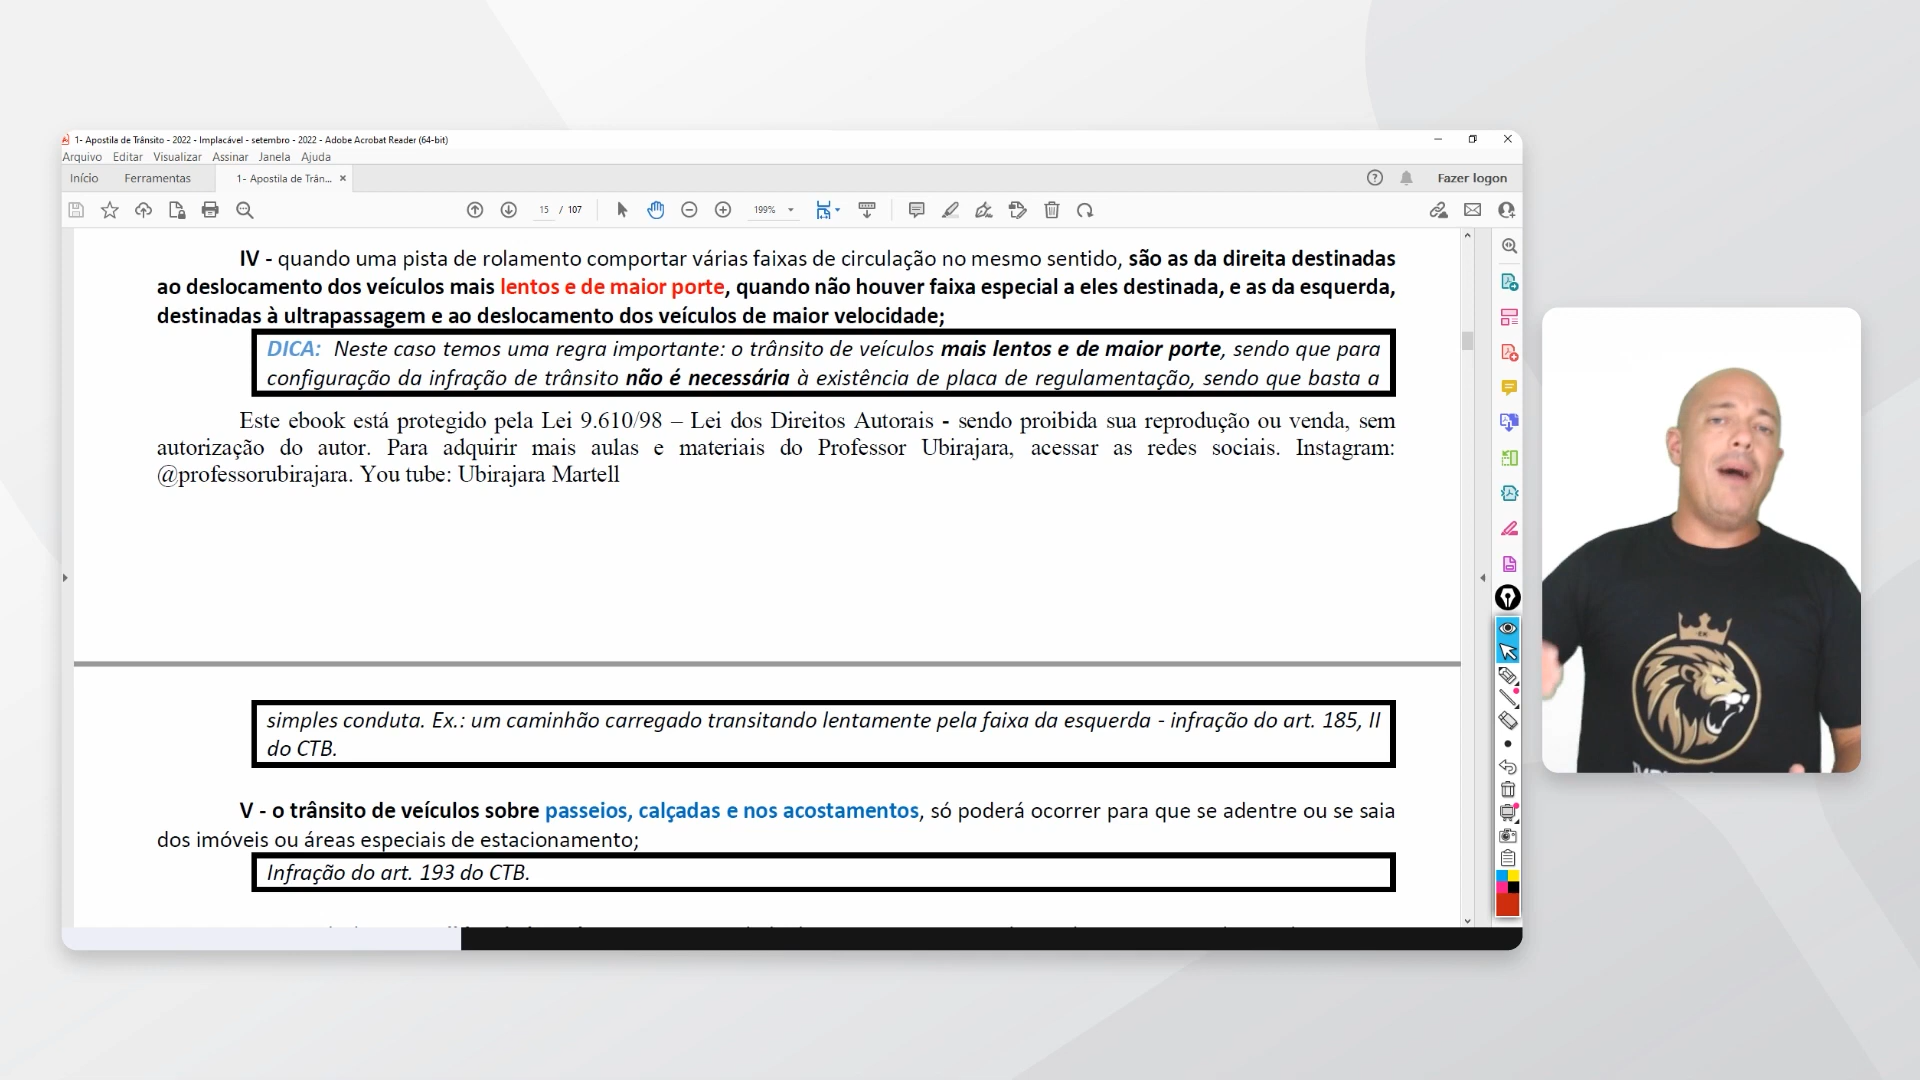 1- Apostila de Trânsito - 2022 - Implacável - setembro - 2022 - Adobe Acrobat Reader (64-bit)
Arquivo Editar Visualizar Assinar Janela Ajuda
Início Ferramentas 1- Apostila de Trân... Fazer logon
15 / 107 199%
IV - quando uma pista de rolamento comportar várias faixas de circulação no mesmo sentido, são as da direita destinadas
ao deslocamento dos veículos mais lentos e de maior porte, quando não houver faixa especial a eles destinada, e as da esquerda,
destinadas à ultrapassagem e ao deslocamento dos veículos de maior velocidade;
DICA: Neste caso temos uma regra importante: o trânsito de veículos mais lentos e de maior porte, sendo que para
configuração da infração de trânsito não é necessária à existência de placa de regulamentação, sendo que basta a
Este ebook está protegido pela Lei 9.610/98 – Lei dos Direitos Autorais - sendo proibida sua reprodução ou venda, sem
autorização do autor. Para adquirir mais aulas e materiais do Professor Ubirajara, acessar as redes sociais. Instagram:
@professorubirajara. You tube: Ubirajara Martell
simples conduta. Ex.: um caminhão carregado transitando lentamente pela faixa da esquerda - infração do art. 185, II
do CTB.
V - o trânsito de veículos sobre passeios, calçadas e nos acostamentos, só poderá ocorrer para que se adentre ou se saia
dos imóveis ou áreas especiais de estacionamento;
Infração do art. 193 do CTB.